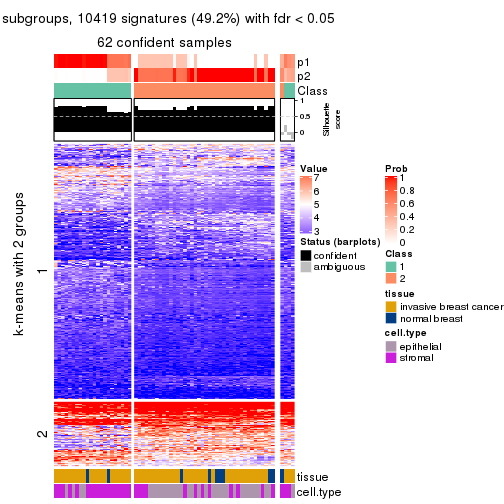 subgroups, 10419 signatures (49.2%) with fdr < 0.05
62 confident samples
p1
p2
Class
1
0.5
0
Silhouette
score
k-means with 2 groups
1
2
tissue
cell.type
Value
7
6
5
4
3
Status (barplots)
confident
ambiguous
Prob
1
0.8
0.6
0.4
0.2
0
Class
1
2
tissue
invasive breast cancer
normal breast
cell.type
epithelial
stromal